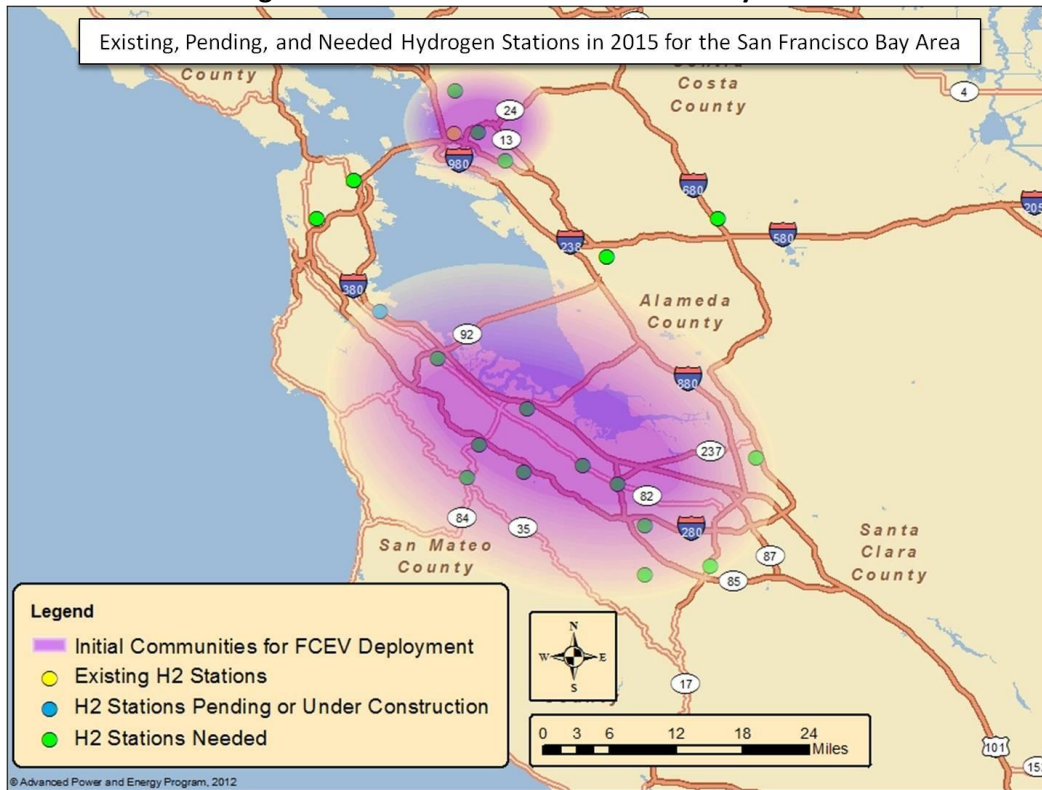 Existing, Pending, and Needed Hydrogen Stations in 2015 for the San Francisco Bay Area
County
Costa
County
4
24
13
980
680
205
580
238
380
Alameda
County
92
880
237
82
84
35
280
San Mateo
County
Santa
Clara
County
87
85
17
101
15
Legend
Initial Communities for FCEV Deployment
Existing H2 Stations
H2 Stations Pending or Under Construction
H2 Stations Needed
N
W E
S
0 3 6 12 18 24
Miles
© Advanced Power and Energy Program, 2012